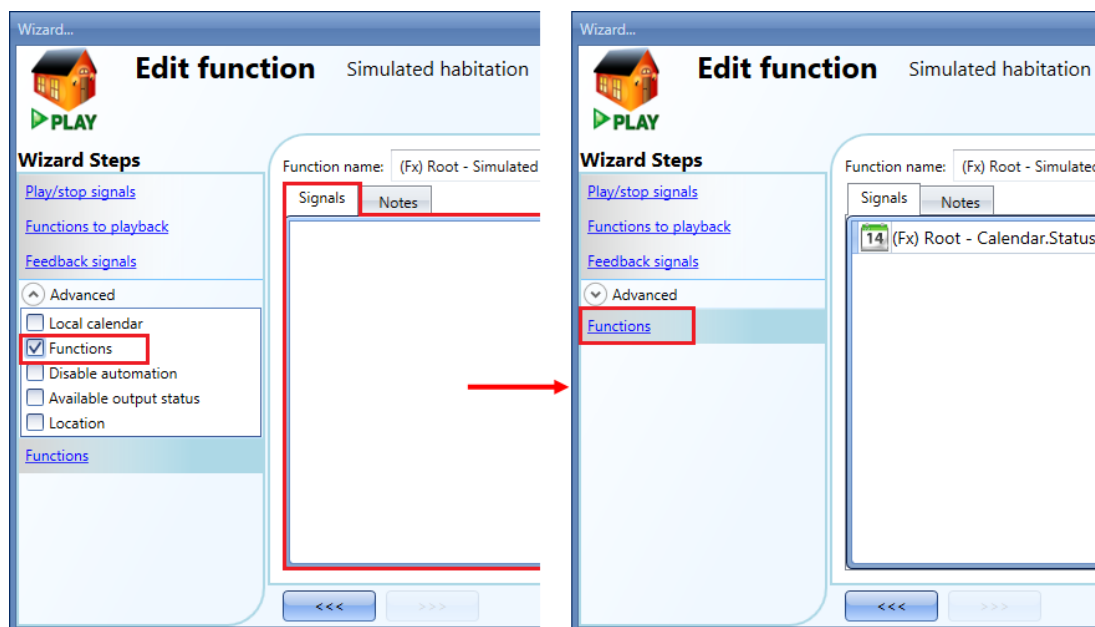 Wizard...
Edit function Simulated habitation
PLAY
Wizard Steps
Play/stop signals
Functions to playback
Feedback signals
Advanced
Local calendar
Functions
Disable automation
Available output status
Location
Functions
Function name: (Fx) Root - Simulated
Signals Notes
<<< >>>
Wizard...
Edit function Simulated habitation
PLAY
Wizard Steps
Play/stop signals
Functions to playback
Feedback signals
Advanced
Functions
Function name: (Fx) Root - Simulated
Signals Notes
14 (Fx) Root - Calendar.Status
<<< >>>